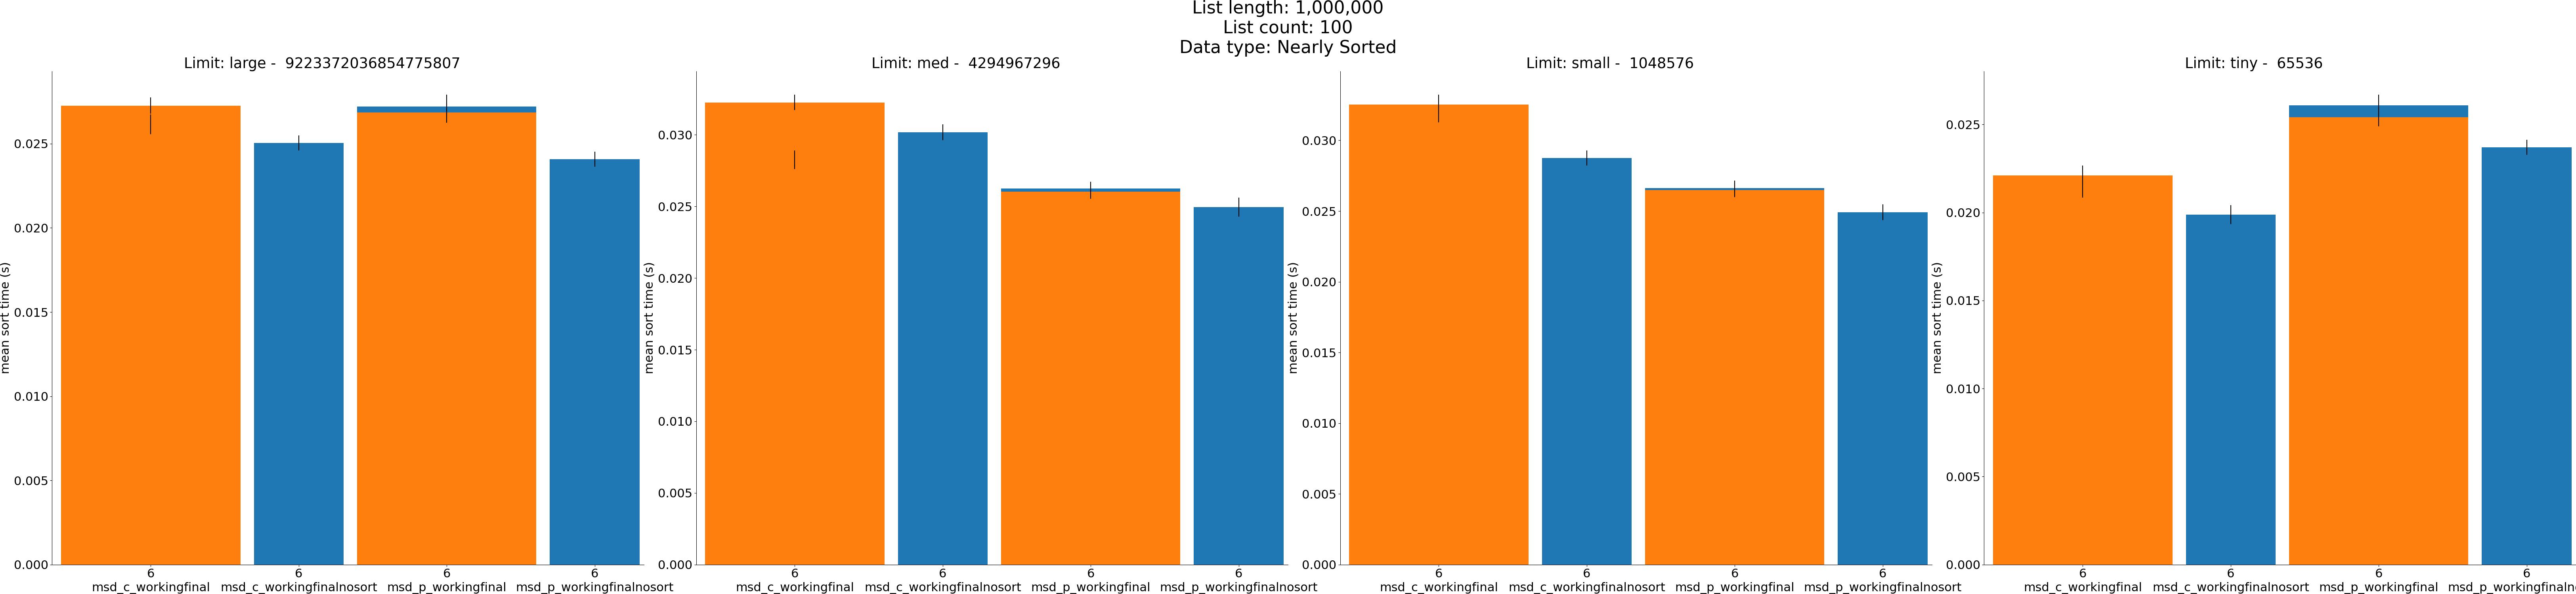 List length: 1,000,000
List count: 100
Data type: Nearly Sorted
Limit: large -  9223372036854775807
mean sort time (s)
0.025
0.020
0.015
0.010
0.005
0.000
6 6 6 6
msd_c_workingfinal msd_c_workingfinalnosort msd_p_workingfinal msd_p_workingfinalnosort
Limit: med -  4294967296
mean sort time (s)
0.030
0.025
0.020
0.015
0.010
0.005
0.000
6 6 6 6
msd_c_workingfinal msd_c_workingfinalnosort msd_p_workingfinal msd_p_workingfinalnosort
Limit: small -  1048576
mean sort time (s)
0.030
0.025
0.020
0.015
0.010
0.005
0.000
6 6 6 6
msd_c_workingfinal msd_c_workingfinalnosort msd_p_workingfinal msd_p_workingfinalnosort
Limit: tiny -  65536
mean sort time (s)
0.025
0.020
0.015
0.010
0.005
0.000
6 6 6 6
msd_c_workingfinal msd_c_workingfinalnosort msd_p_workingfinal msd_p_workingfinaln